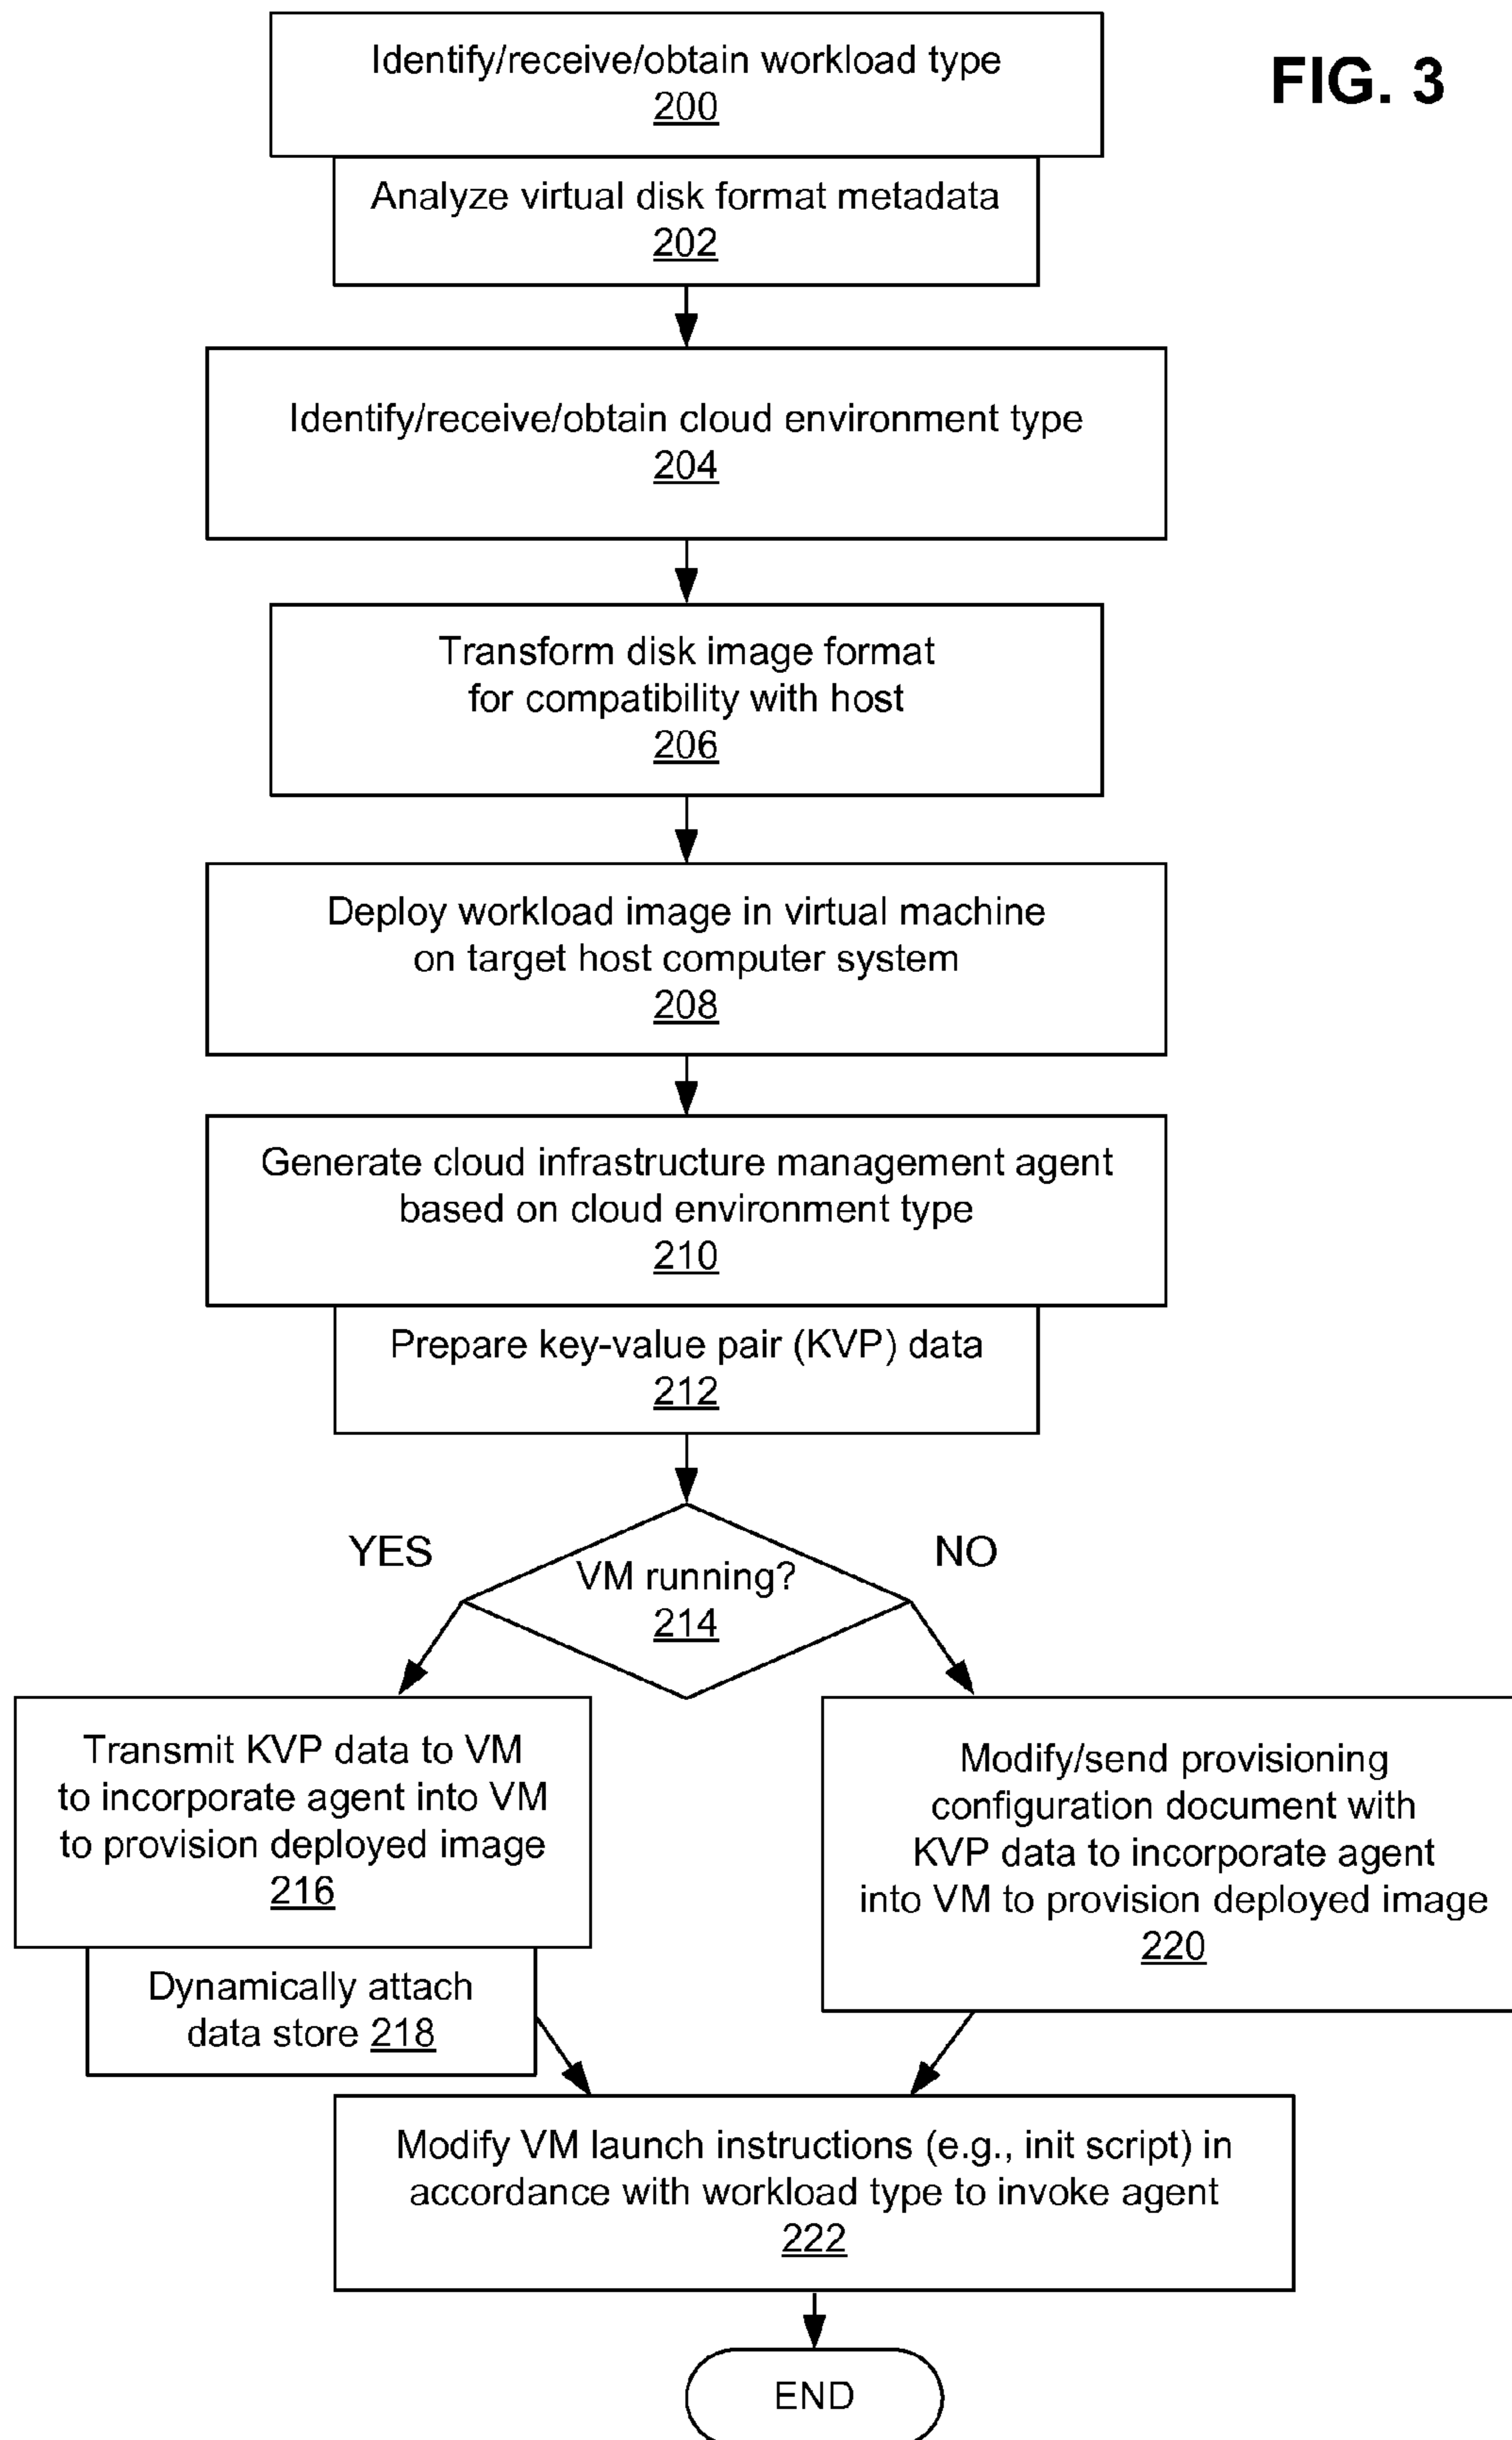 FIG. 3
Identify/receive/obtain workload type
200
Analyze virtual disk format metadata
202
Identify/receive/obtain cloud environment type
204
Transform disk image format
for compatibility with host
206
Deploy workload image in virtual machine
on target host computer system
208
Generate cloud infrastructure management agent
based on cloud environment type
210
Prepare key-value pair (KVP) data
212
YES
NO
VM running?
214
Transmit KVP data to VM
to incorporate agent into VM
to provision deployed image
216
Dynamically attach
data store 218
Modify/send provisioning
configuration document with
KVP data to incorporate agent
into VM to provision deployed image
220
Modify VM launch instructions (e.g., init script) in
accordance with workload type to invoke agent
222
END